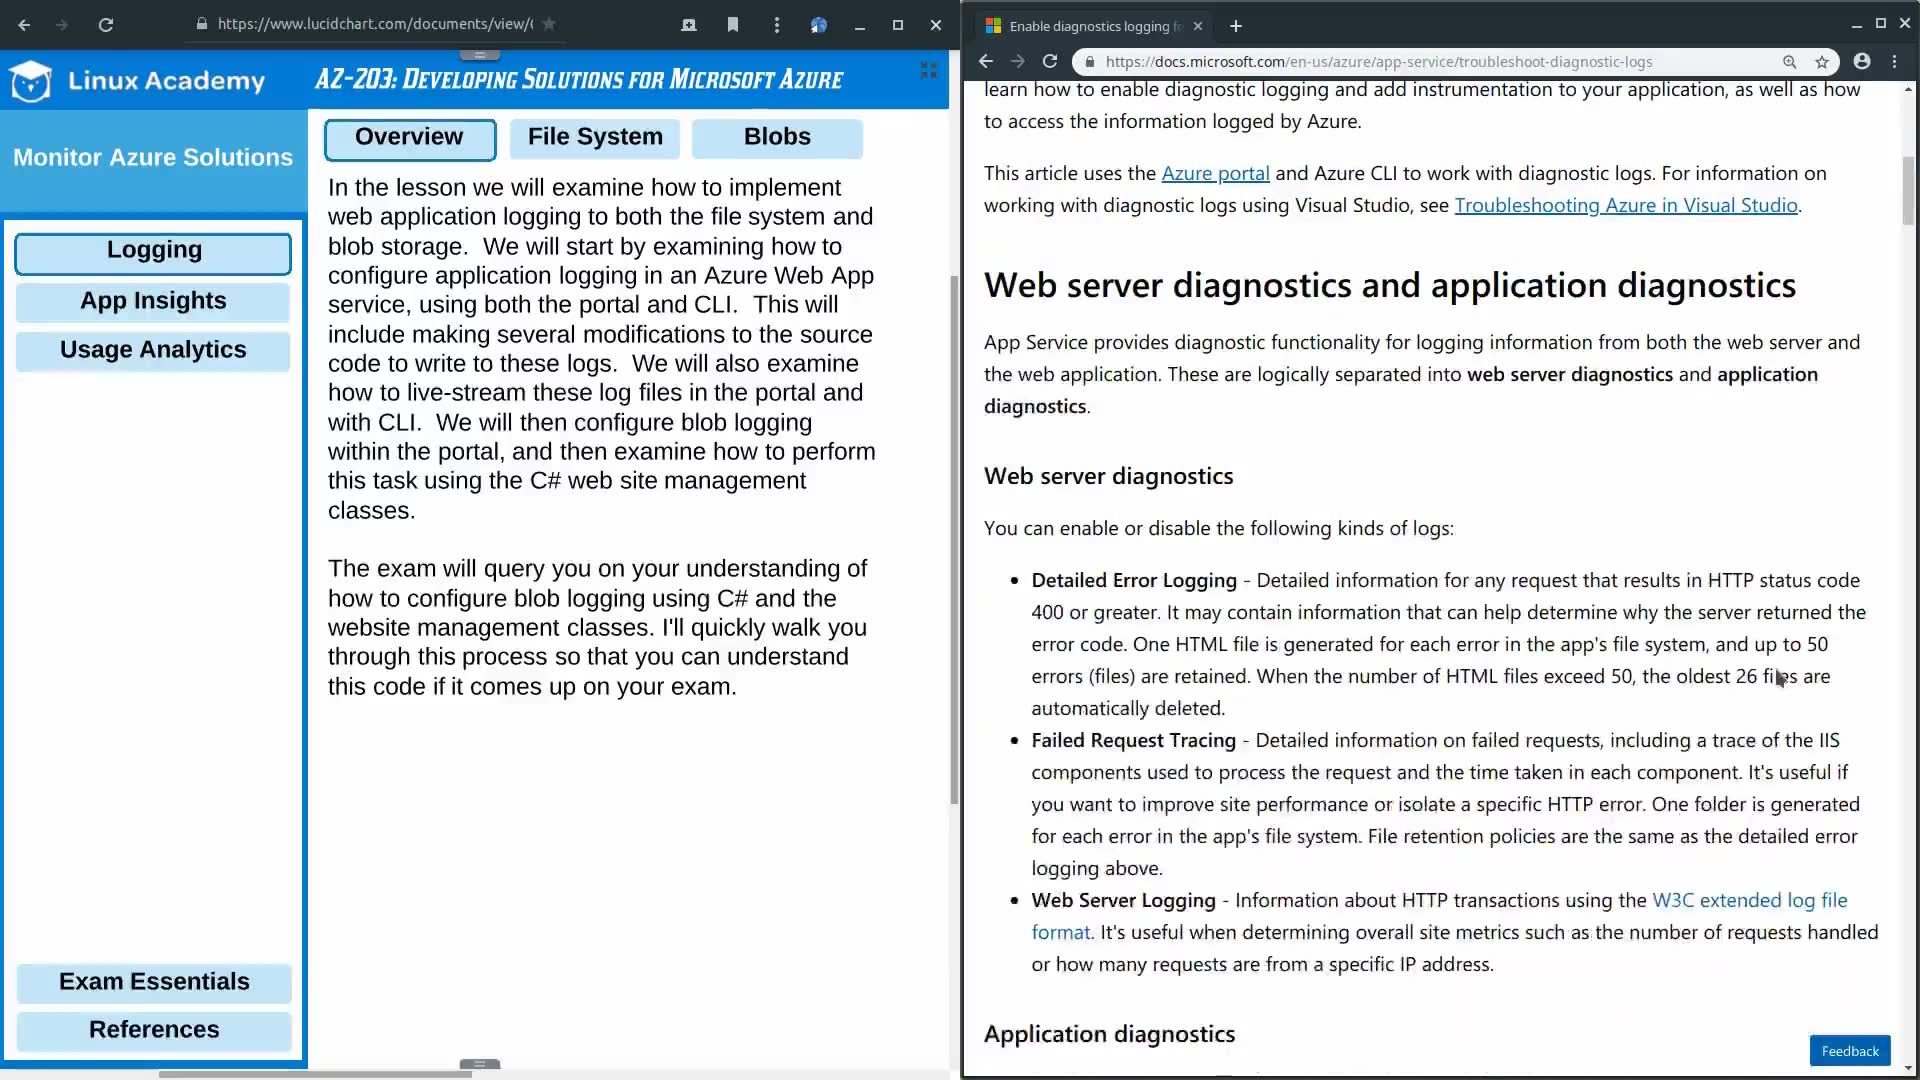 https://www.lucidchart.com/documents/view/(
Linux Academy
AZ-203: Developing Solutions for Microsoft Azure
Monitor Azure Solutions
Logging
App Insights
Usage Analytics
Exam Essentials
References
Overview
File System
Blobs
In the lesson we will examine how to implement
web application logging to both the file system and
blob storage.  We will start by examining how to
configure application logging in an Azure Web App
service, using both the portal and CLI.  This will
include making several modifications to the source
code to write to these logs.  We will also examine
how to live-stream these log files in the portal and
with CLI.  We will then configure blob logging
within the portal, and then examine how to perform
this task using the C# web site management
classes.
The exam will query you on your understanding of
how to configure blob logging using C# and the
website management classes. I'll quickly walk you
through this process so that you can understand
this code if it comes up on your exam.
Enable diagnostics logging
https://docs.microsoft.com/en-us/azure/app-service/troubleshoot-diagnostic-logs
learn how to enable diagnostic logging and add instrumentation to your application, as well as how
to access the information logged by Azure.
This article uses the Azure portal and Azure CLI to work with diagnostic logs. For information on
working with diagnostic logs using Visual Studio, see Troubleshooting Azure in Visual Studio.
Web server diagnostics and application diagnostics
App Service provides diagnostic functionality for logging information from both the web server and
the web application. These are logically separated into web server diagnostics and application
diagnostics.
Web server diagnostics
You can enable or disable the following kinds of logs:
• Detailed Error Logging - Detailed information for any request that results in HTTP status code
400 or greater. It may contain information that can help determine why the server returned the
error code. One HTML file is generated for each error in the app's file system, and up to 50
errors (files) are retained. When the number of HTML files exceed 50, the oldest 26 files are
automatically deleted.
• Failed Request Tracing - Detailed information on failed requests, including a trace of the IIS
components used to process the request and the time taken in each component. It's useful if
you want to improve site performance or isolate a specific HTTP error. One folder is generated
for each error in the app's file system. File retention policies are the same as the detailed error
logging above.
• Web Server Logging - Information about HTTP transactions using the W3C extended log file
format. It's useful when determining overall site metrics such as the number of requests handled
or how many requests are from a specific IP address.
Application diagnostics
Feedback